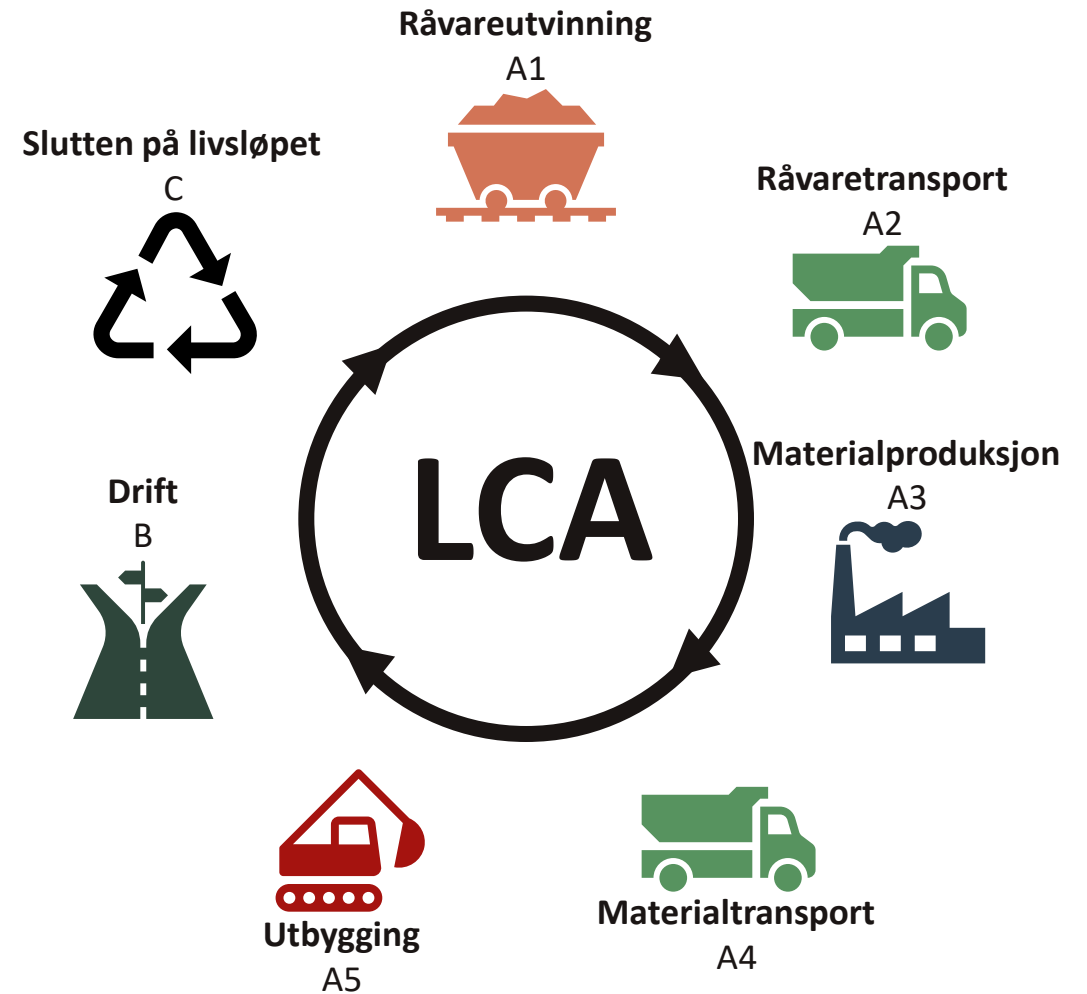 Råvareutvinning
A1
Råvaretransport
A2
Materialproduksjon
A3
Materialtransport
A4
Utbygging
A5
Drift
B
Slutten på livsløpet
C
LCA